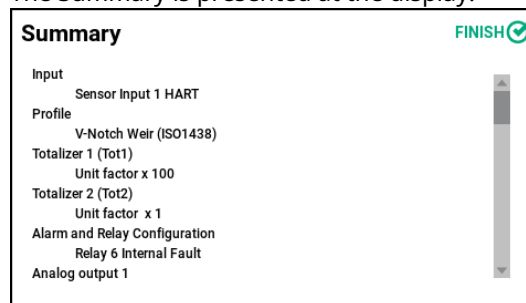 The Summary is presented at the display.
Summary
FINISH
Input
Sensor Input 1 HART
Profile
V-Notch Weir (ISO1438)
Totalizer 1 (Tot1)
Unit factor x 100
Totalizer 2 (Tot2)
Unit factor x 1
Alarm and Relay Configuration
Relay 6 Internal Fault
Analog output 1